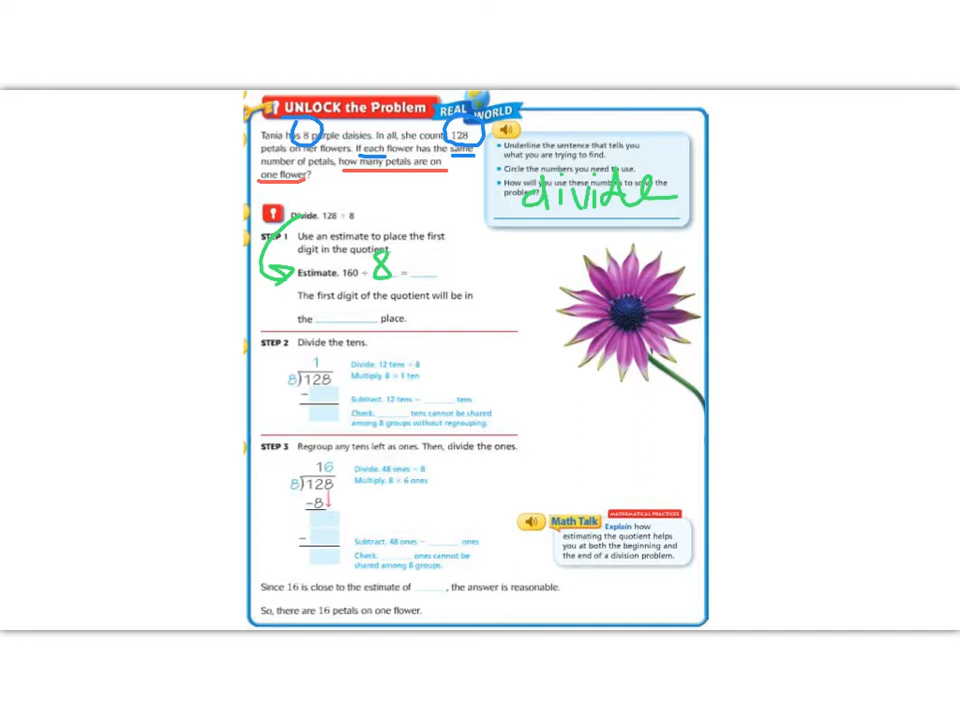 UNLOCK the Problem REAL WORLD
Tania has 8 purple daisies. In all, she counts 128
petals on her flowers. If each flower has the same
number of petals, how many petals are on
one flower?
• Underline the sentence that tell you
what you are trying to find.
• Circle the numbers you need to use.
• How will you use these numbers to solve the
problem?
divide
Divide. 128 ÷ 8
STEP 1 Use an estimate to place the first
digit in the quotient.
Estimate. 160 ÷ 8 = ____
The first digit of the quotient will be in
the ____ place.
STEP 2 Divide the tens.
1
8)128
−
Divide. 12 tens ÷ 8
Multiply. 8 × 1 ten
Subtract. 12 tens − ____ tens
Check. ____ tens cannot be shared
among 8 groups without regrouping.
STEP 3 Regroup any tens left as ones. Then, divide the ones.
16
8)128
−8
−
Divide. 48 ones ÷ 8
Multiply. 8 × 6 ones
Subtract. 48 ones − ____ ones
Check. ____ ones cannot be
shared among 8 groups.
MATHEMATICAL PRACTICES
Math Talk Explain how
estimating the quotient helps
you at both the beginning and
the end of a division problem.
Since 16 is close to the estimate of ____, the answer is reasonable.
So, there are 16 petals on one flower.